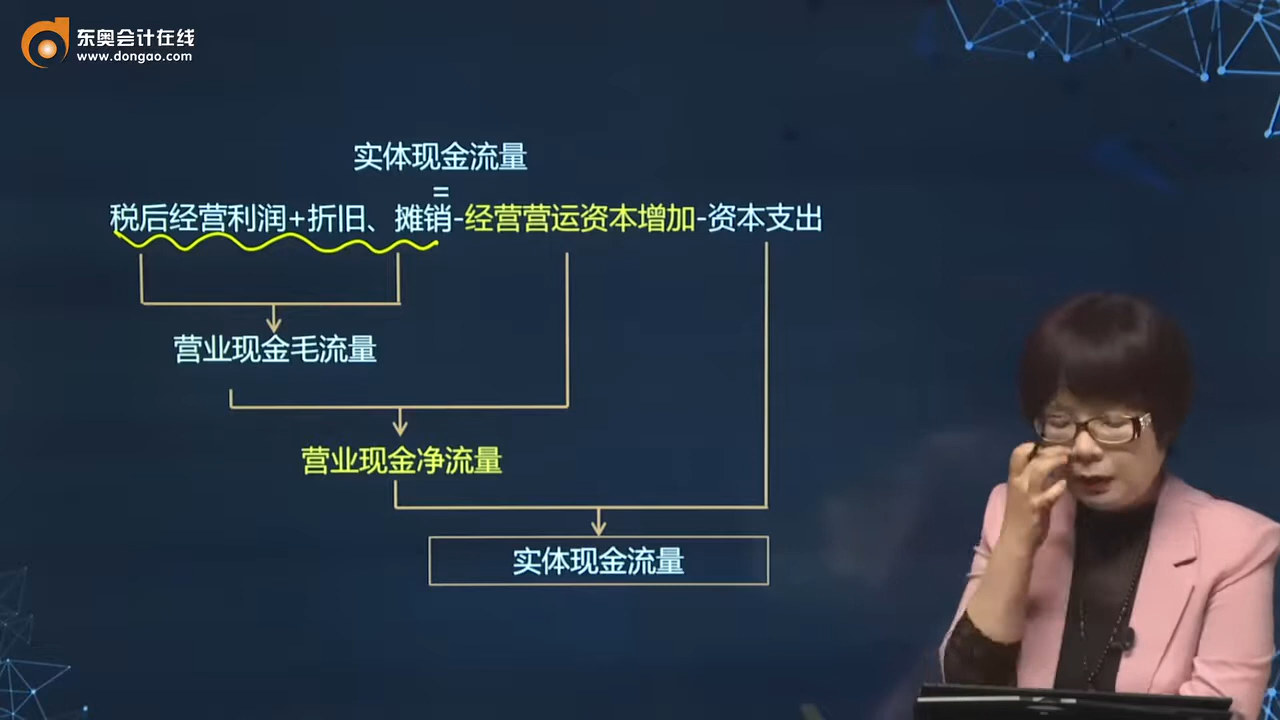 东奥会计在线
www.dongao.com
实体现金流量
=
税后经营利润+折旧、摊销-经营营运资本增加-资本支出
营业现金毛流量
营业现金净流量
实体现金流量